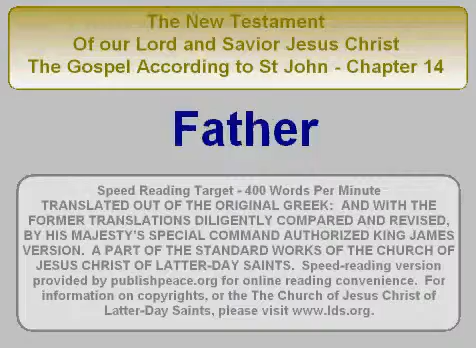 The New Testament
Of our Lord and Savior Jesus Christ
The Gospel According to St John - Chapter 14
Father
Speed Reading Target - 400 Words Per Minute
TRANSLATED OUT OF THE ORIGINAL GREEK:  AND WITH THE
FORMER TRANSLATIONS DILIGENTLY COMPARED AND REVISED,
BY HIS MAJESTY'S SPECIAL COMMAND AUTHORIZED KING JAMES
VERSION.  A PART OF THE STANDARD WORKS OF THE CHURCH OF
JESUS CHRIST OF LATTER-DAY SAINTS.  Speed-reading version
provided by publishpeace.org for online reading convenience.  For
information on copyrights, or the The Church of Jesus Christ of
Latter-Day Saints, please visit www.lds.org.